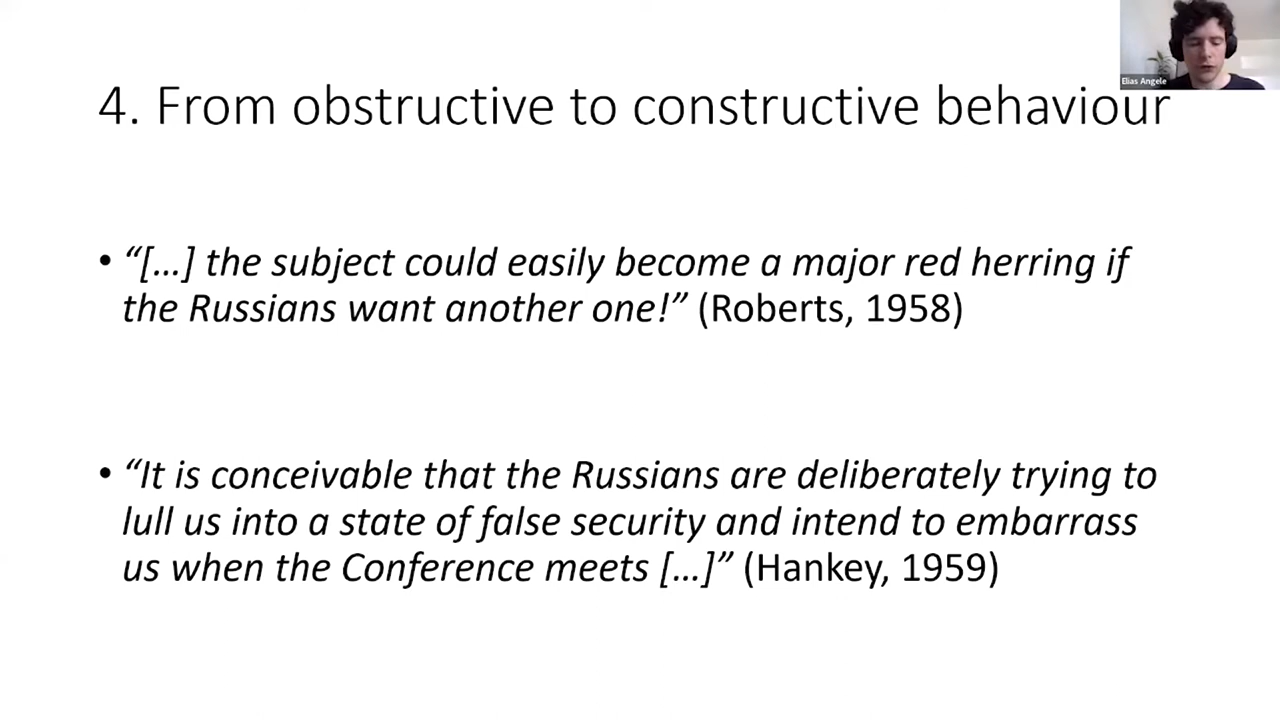 Elias Angele
4. From obstructive to constructive behaviour
• “[…] the subject could easily become a major red herring if
the Russians want another one!” (Roberts, 1958)
• “It is conceivable that the Russians are deliberately trying to
lull us into a state of false security and intend to embarrass
us when the Conference meets […]” (Hankey, 1959)